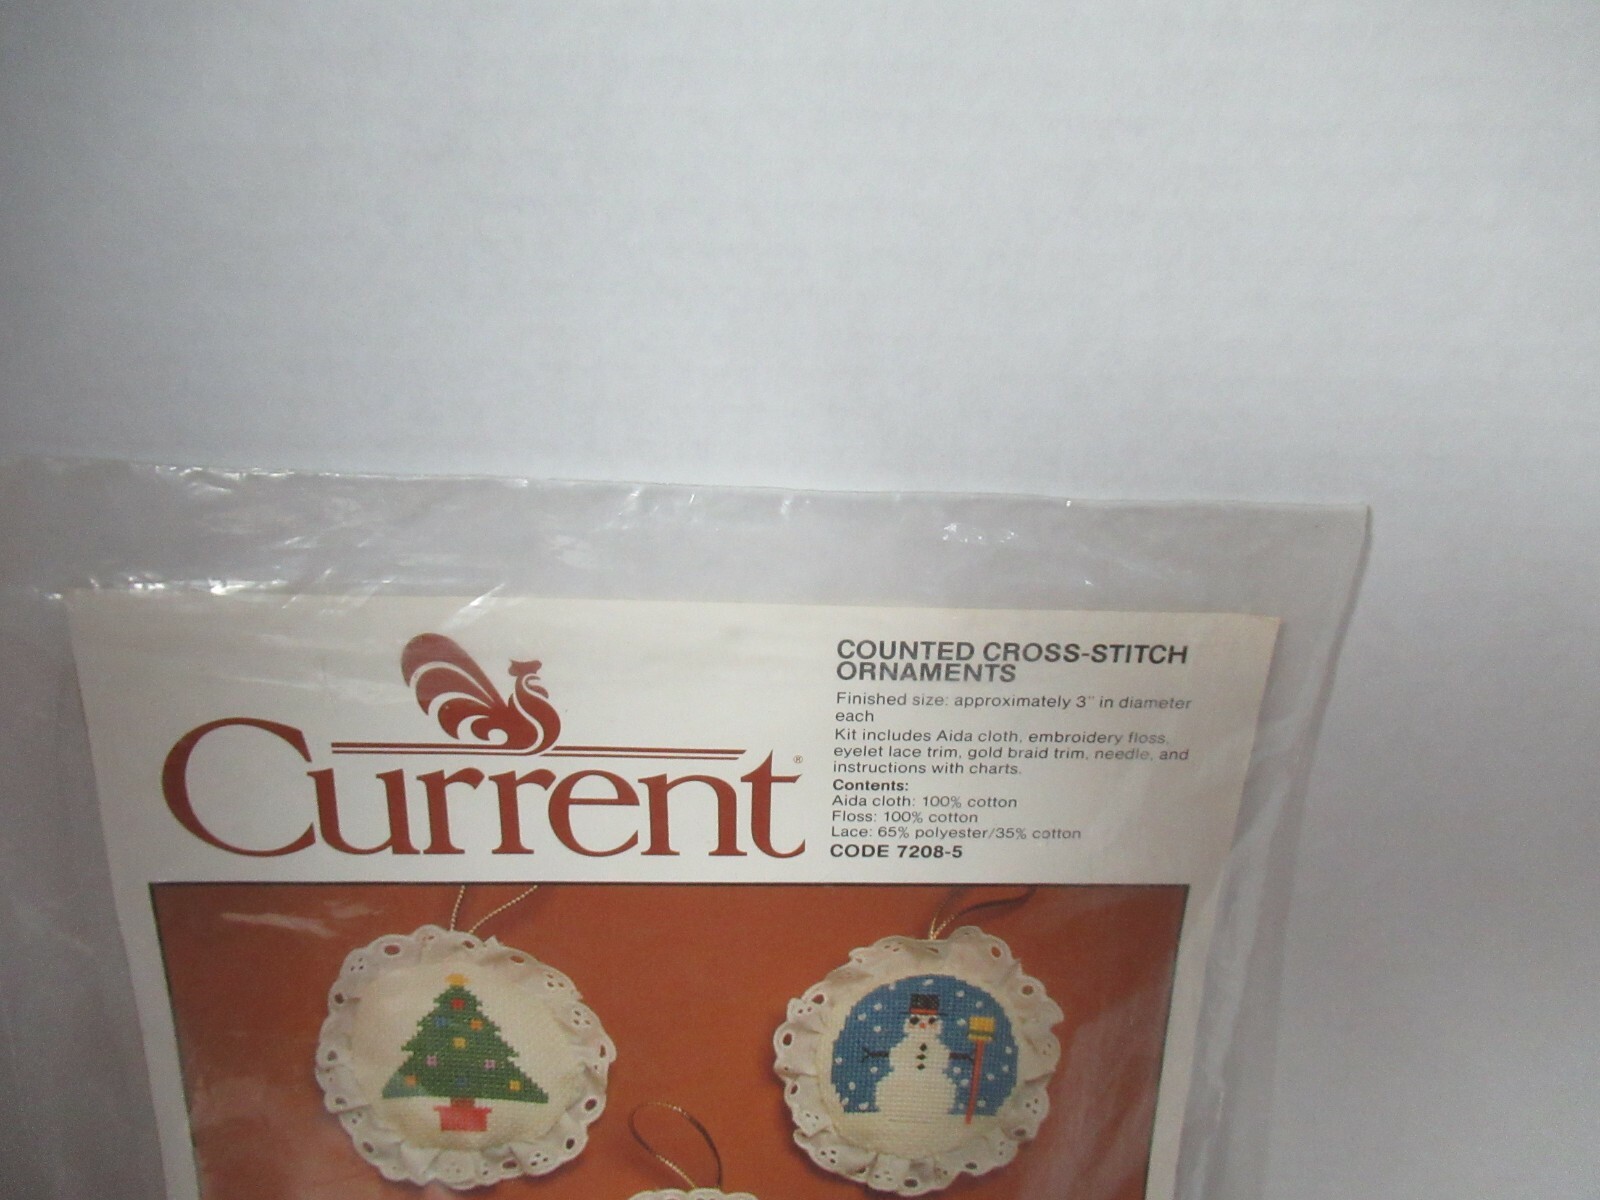 Current®
COUNTED CROSS-STITCH
ORNAMENTS
Finished size: approximately 3" in diameter
each
Kit includes Aida cloth, embroidery floss,
eyelet lace trim, gold braid trim, needle, and
instructions with charts.
Contents:
Aida cloth: 100% cotton
Floss: 100% cotton
Lace: 65% polyester/35% cotton
CODE 7208-5